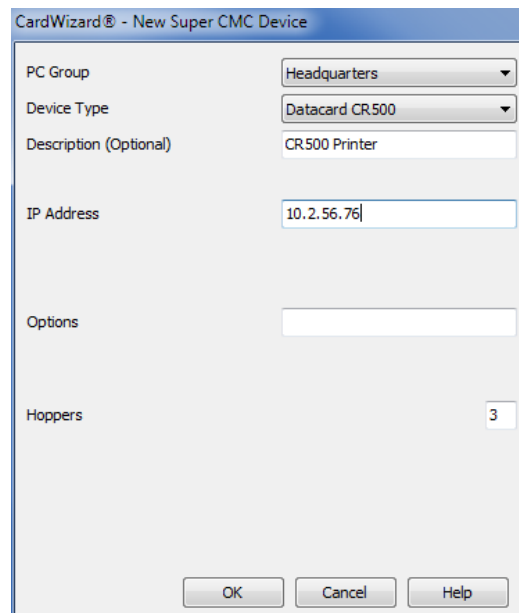 CardWizard® - New Super CMC Device
PC Group Headquarters
Device Type Datacard CR500
Description (Optional) CR500 Printer
IP Address 10.2.56.76
Options
Hoppers 3
OK Cancel Help